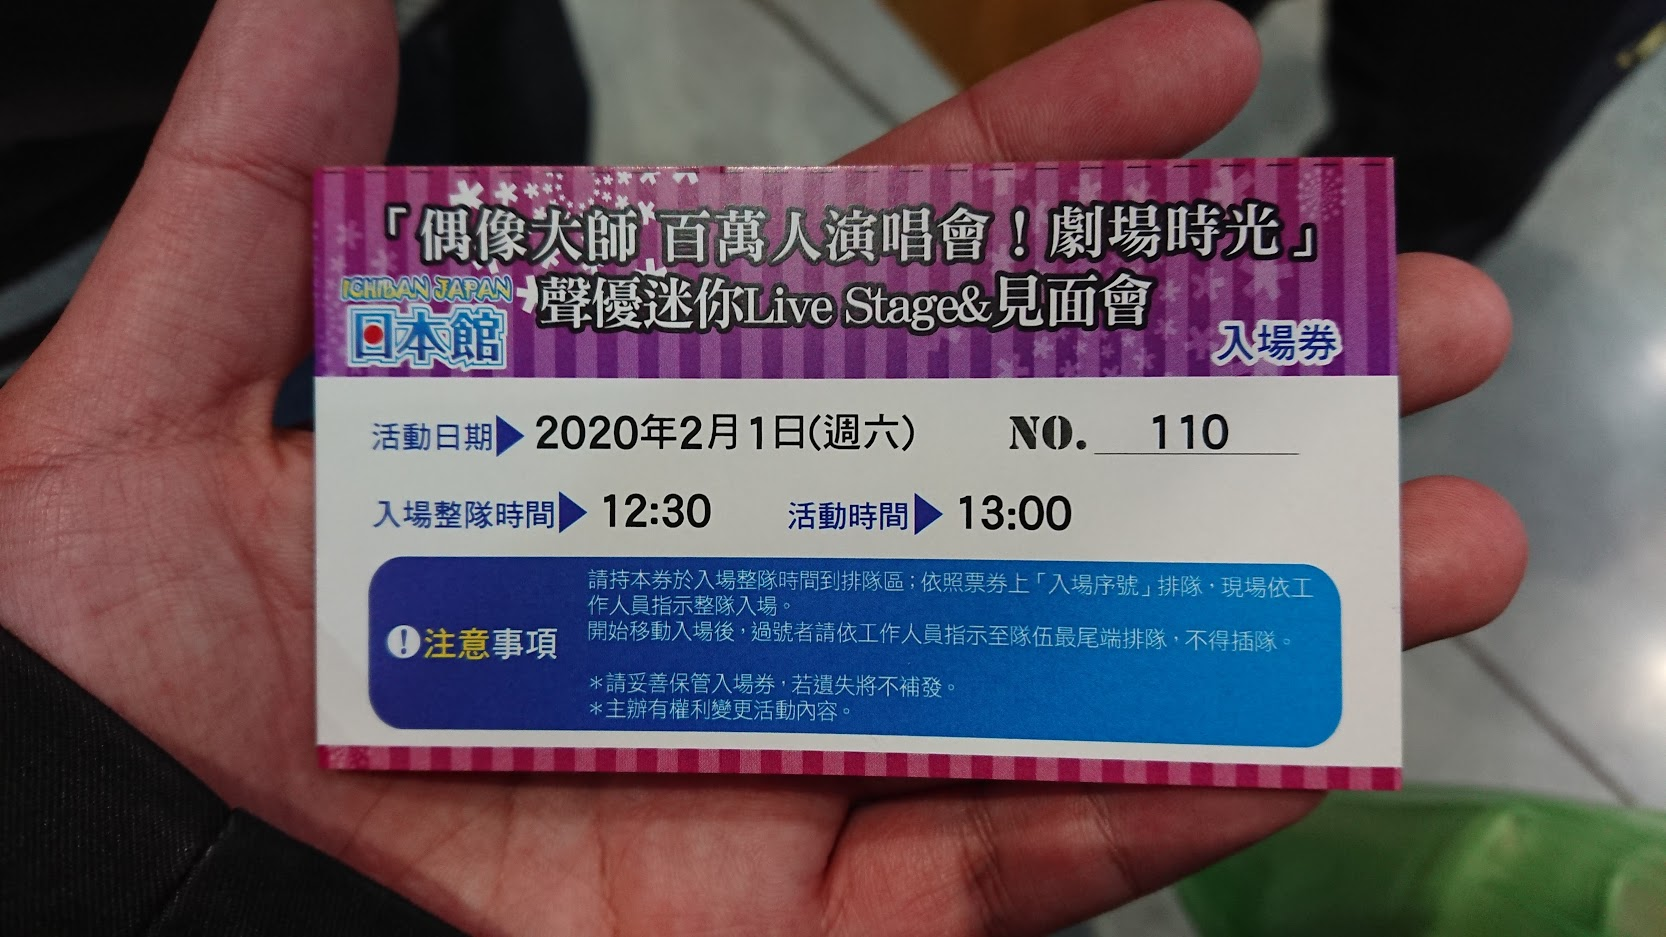 「偶像大師 百萬人演唱會！劇場時光」
ICHIBAN JAPAN
日本館
聲優迷你Live Stage&見面會
入場券
活動日期▶2020年2月1日(週六) NO. 110
入場整隊時間▶12:30 活動時間▶13:00
!注意事項
請持本券於入場整隊時間到排隊區；依照票券上「入場序號」排隊，現場依工
作人員指示整隊入場。
開始移動入場後，過號者請依工作人員指示至隊伍最尾端排隊，不得插隊。
＊請妥善保管入場券，若遺失將不補發。
＊主辦有權利變更活動內容。